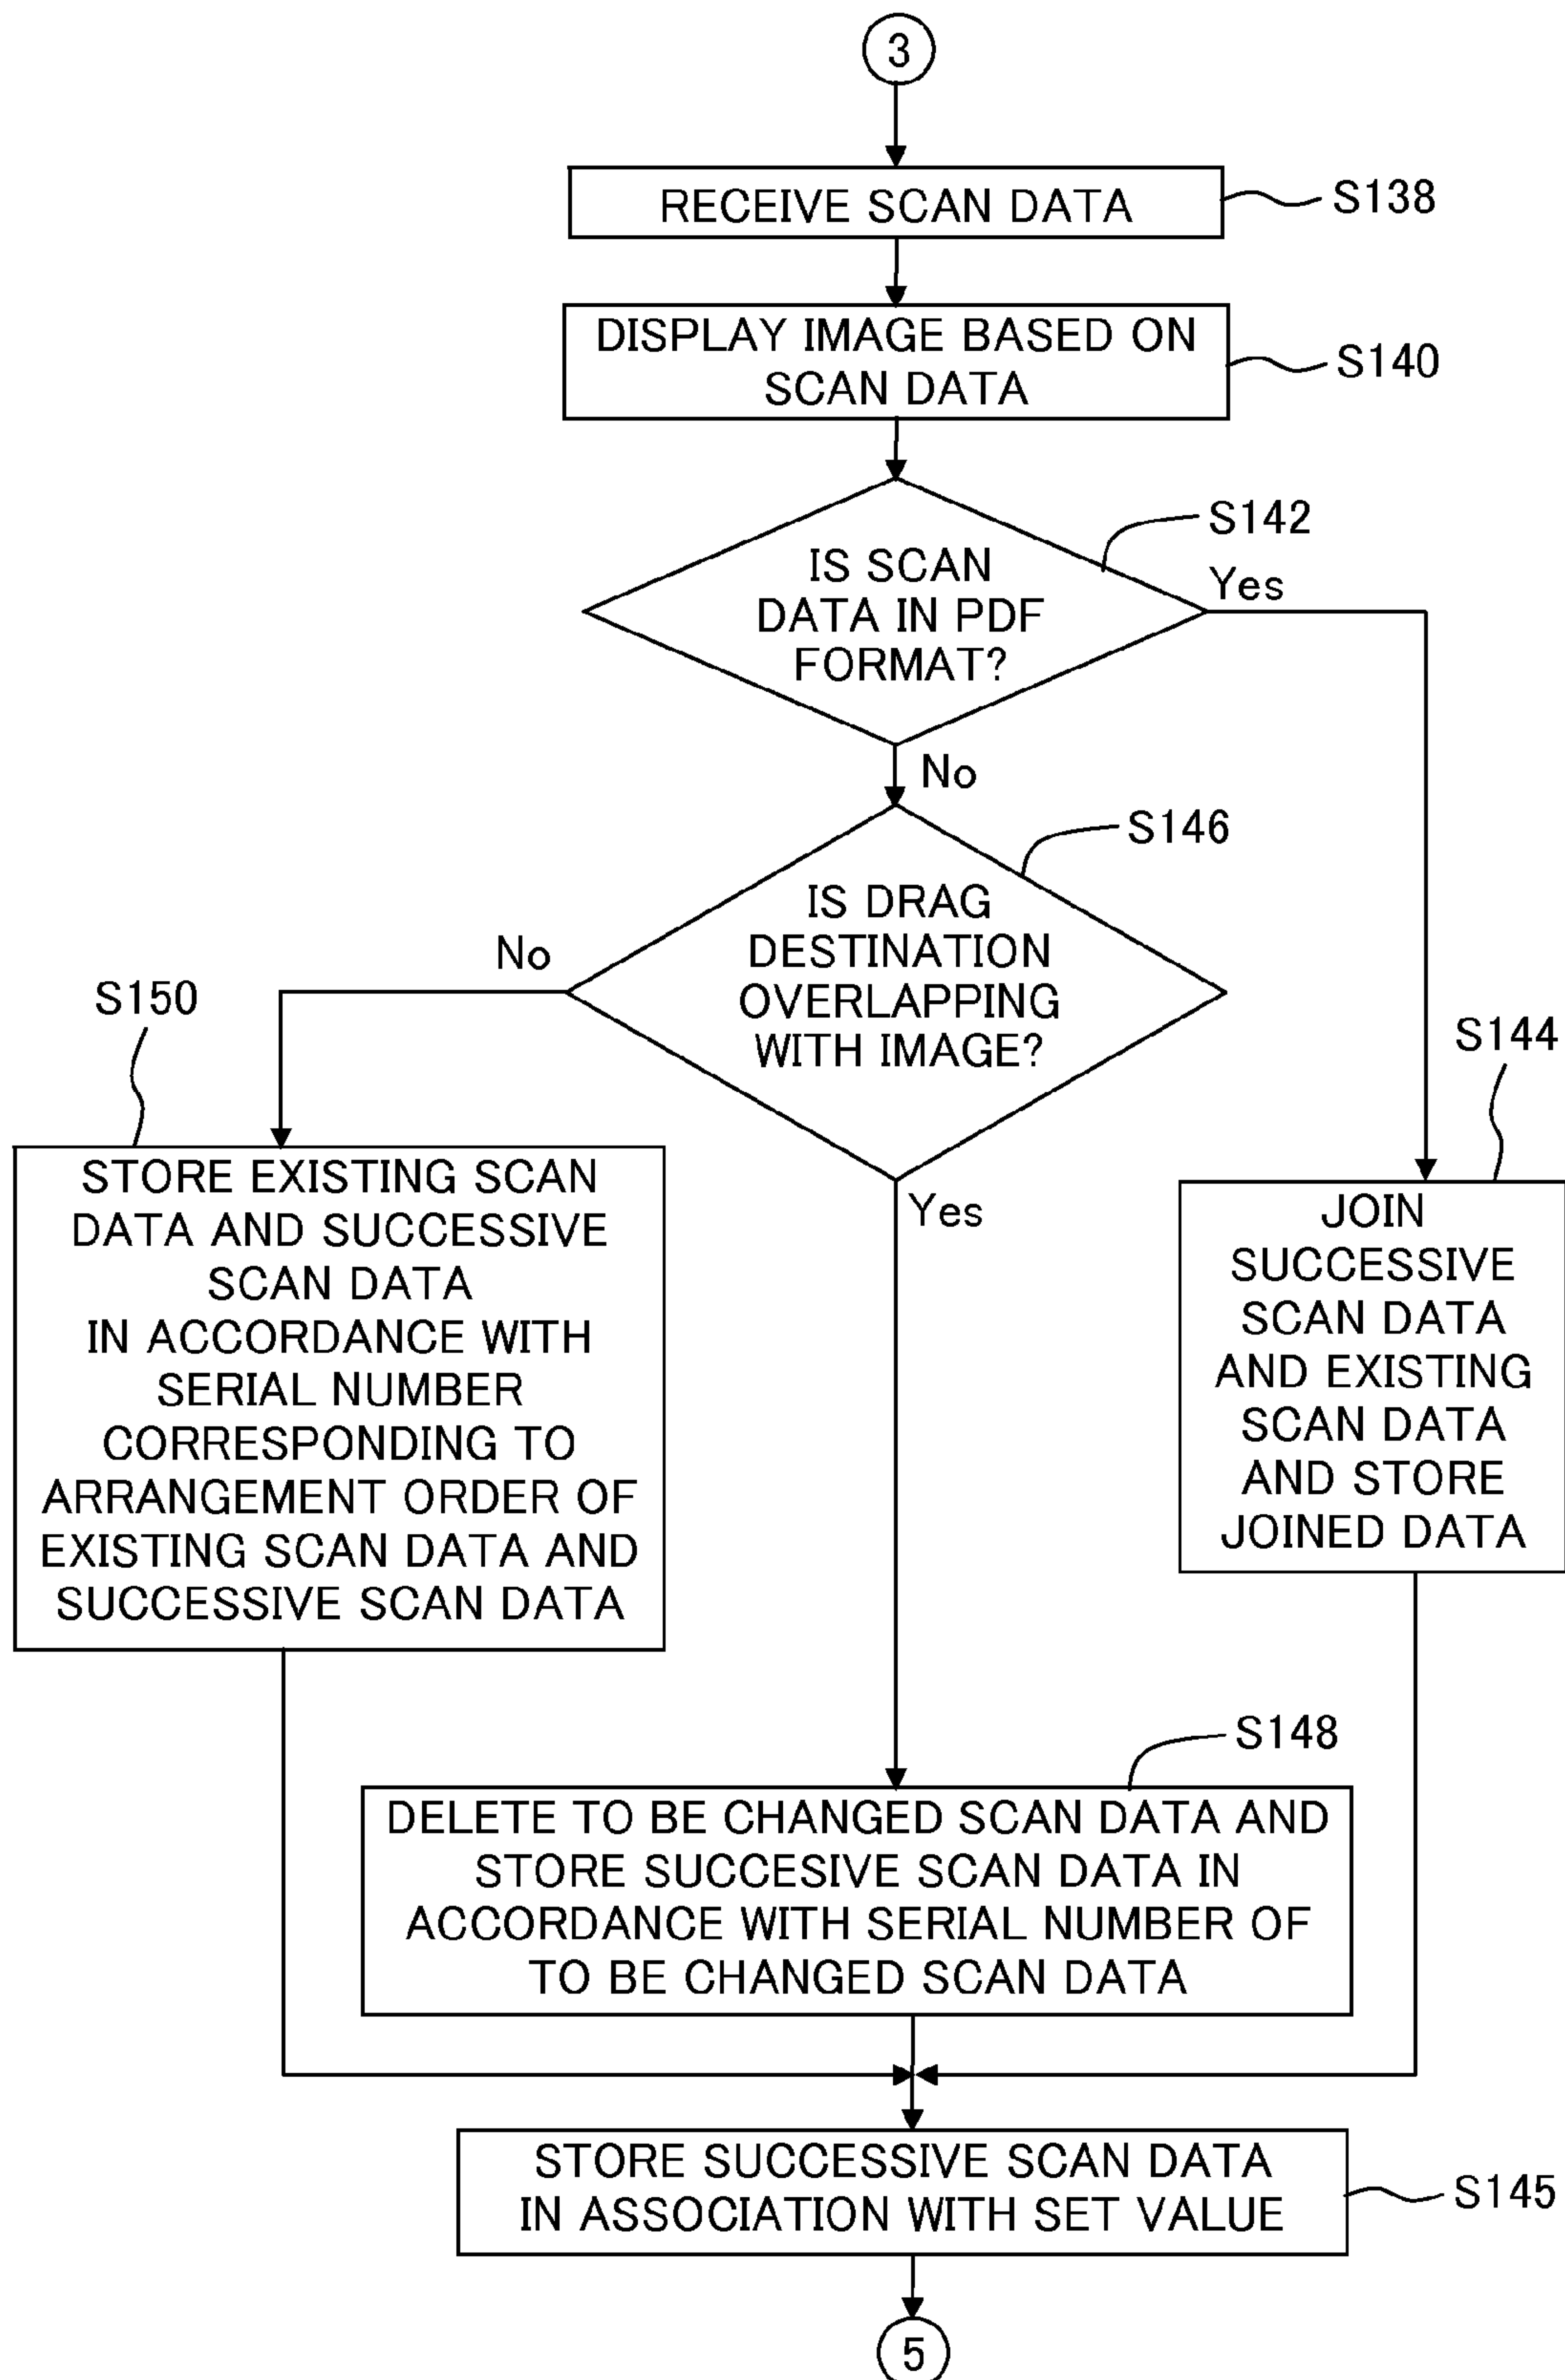 3
RECEIVE SCAN DATA
S138
DISPLAY IMAGE BASED ON
SCAN DATA
S140
S142
IS SCAN
DATA IN PDF
FORMAT?
Yes
No
S146
IS DRAG
DESTINATION
OVERLAPPING
WITH IMAGE?
No
Yes
S150
STORE EXISTING SCAN
DATA AND SUCCESSIVE
SCAN DATA
IN ACCORDANCE WITH
SERIAL NUMBER
CORRESPONDING TO
ARRANGEMENT ORDER OF
EXISTING SCAN DATA AND
SUCCESSIVE SCAN DATA
S144
JOIN
SUCCESSIVE
SCAN DATA
AND EXISTING
SCAN DATA
AND STORE
JOINED DATA
S148
DELETE TO BE CHANGED SCAN DATA AND
STORE SUCCESIVE SCAN DATA IN
ACCORDANCE WITH SERIAL NUMBER OF
TO BE CHANGED SCAN DATA
STORE SUCCESSIVE SCAN DATA
IN ASSOCIATION WITH SET VALUE
S145
5